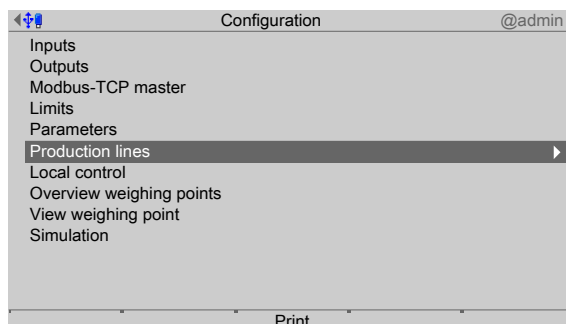 Configuration @admin
Inputs
Outputs
Modbus-TCP master
Limits
Parameters
Production lines
Local control
Overview weighing points
View weighing point
Simulation
Print